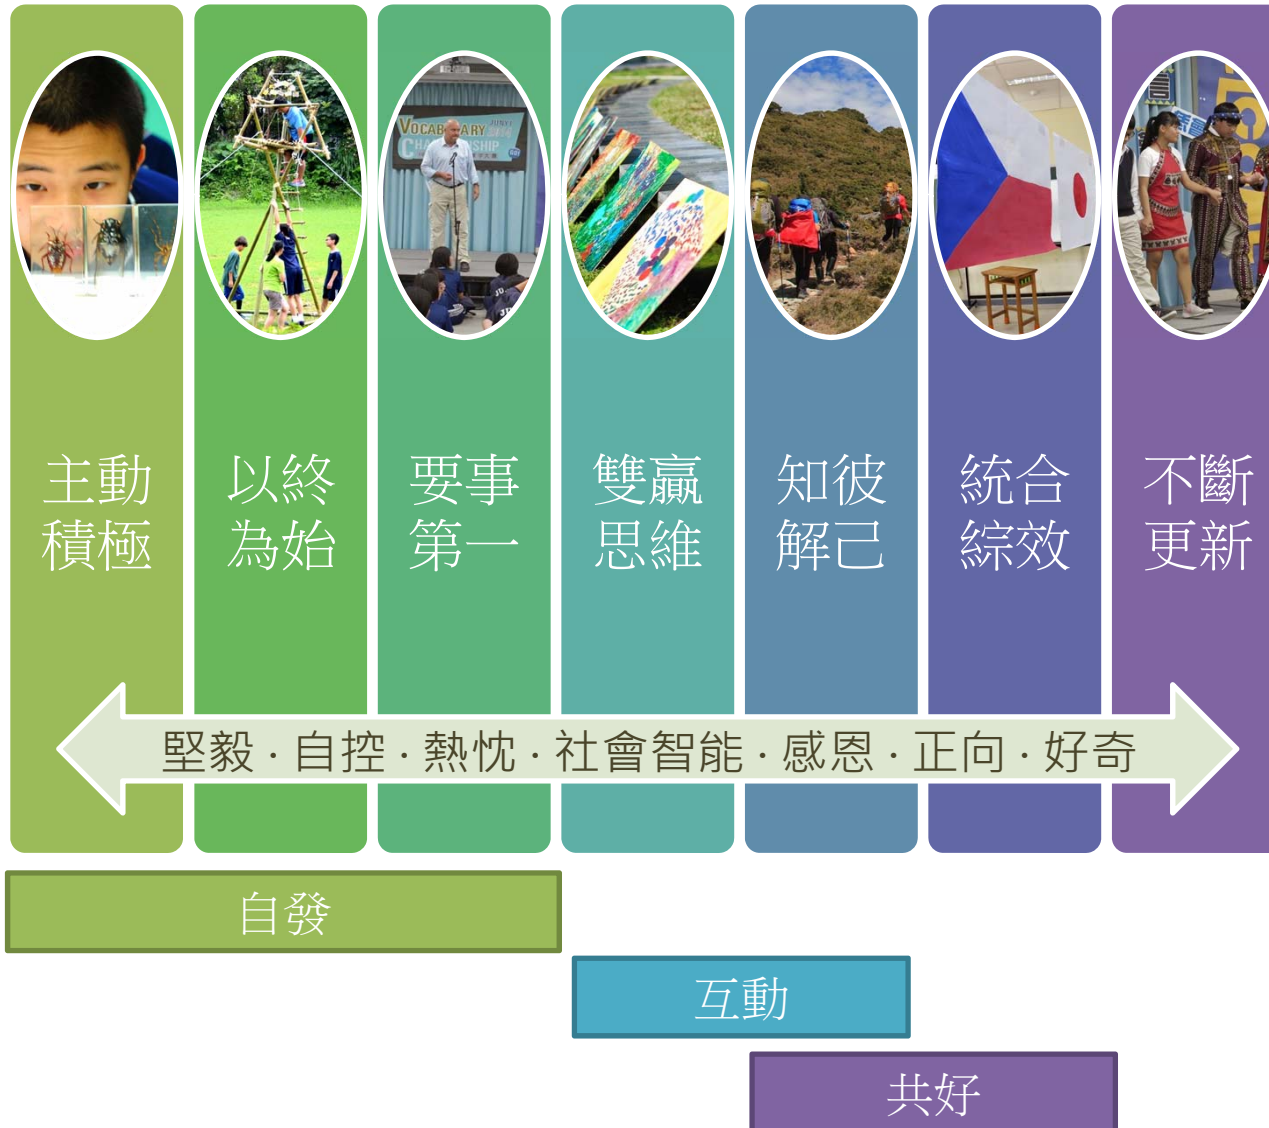 VOCABULARY
CHAMPIONSHIP
主動
積極
以終
為始
要事
第一
雙贏
思維
知彼
解己
統合
綜效
不斷
更新
堅毅．自控．熱忱．社會智能．感恩．正向．好奇
自發
互動
共好